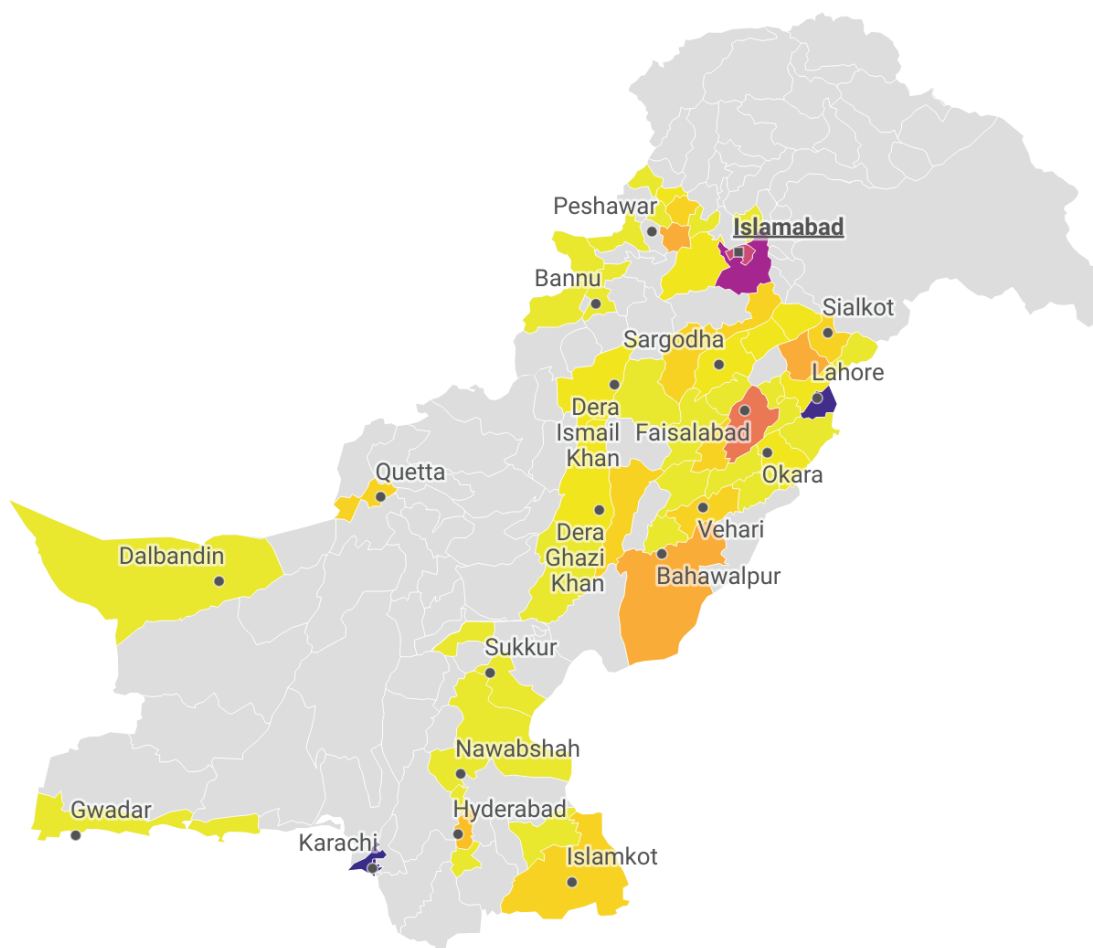 Peshawar
Islamabad
Bannu
Sialkot
Sargodha
Lahore
Dera
Ismail
Khan
Faisalabad
Quetta
Okara
Vehari
Dera
Ghazi
Khan
Dalbandin
Bahawalpur
Sukkur
Nawabshah
Gwadar
Hyderabad
Karachi
Islamkot